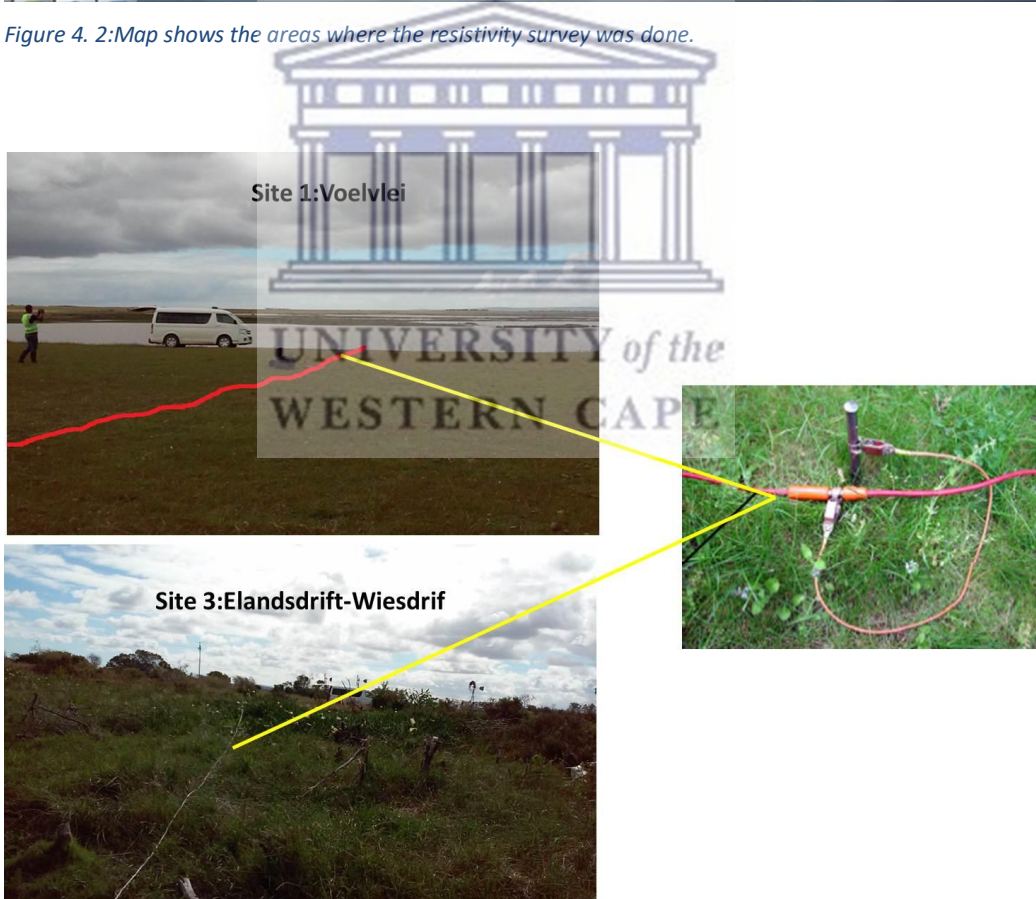 Figure 4. 2:Map shows the areas where the resistivity survey was done.
Site 1:Voelvlei
UNIVERSITY of the
WESTERN CAPE
Site 3:Elandsdrift-Wiesdrif